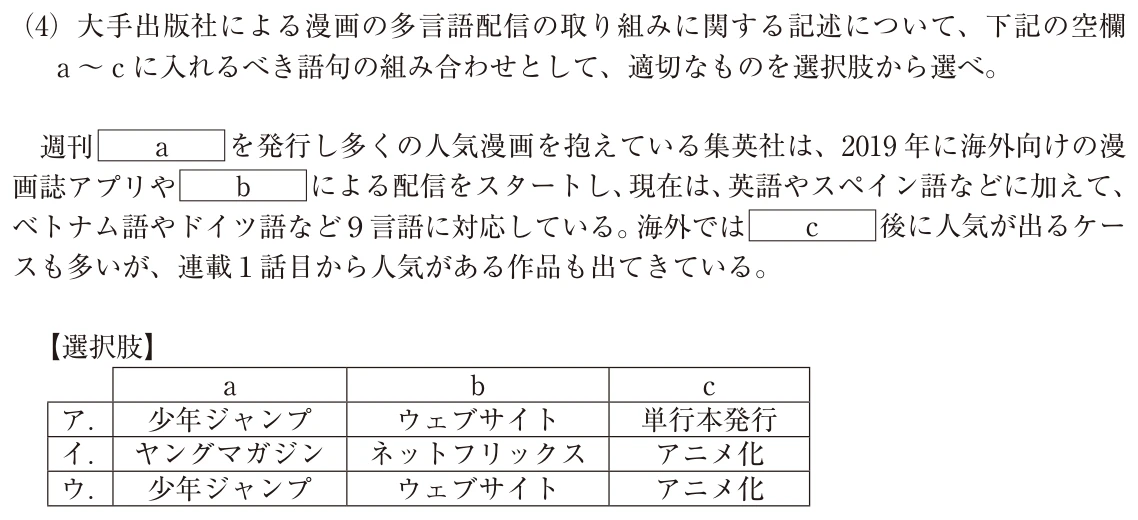 (4) 大手出版社による漫画の多言語配信の取り組みに関する記述について、下記の空欄
a～cに入れるべき語句の組み合わせとして、適切なものを選択肢から選べ。
週刊 a を発行し多くの人気漫画を抱えている集英社は、2019年に海外向けの漫
画誌アプリや b による配信をスタートし、現在は、英語やスペイン語などに加えて、
ベトナム語やドイツ語など9言語に対応している。海外では c 後に人気が出るケー
スも多いが、連載1話目から人気がある作品も出てきている。
【選択肢】
a b c
ア. 少年ジャンプ ウェブサイト 単行本発行
イ. ヤングマガジン ネットフリックス アニメ化
ウ. 少年ジャンプ ウェブサイト アニメ化